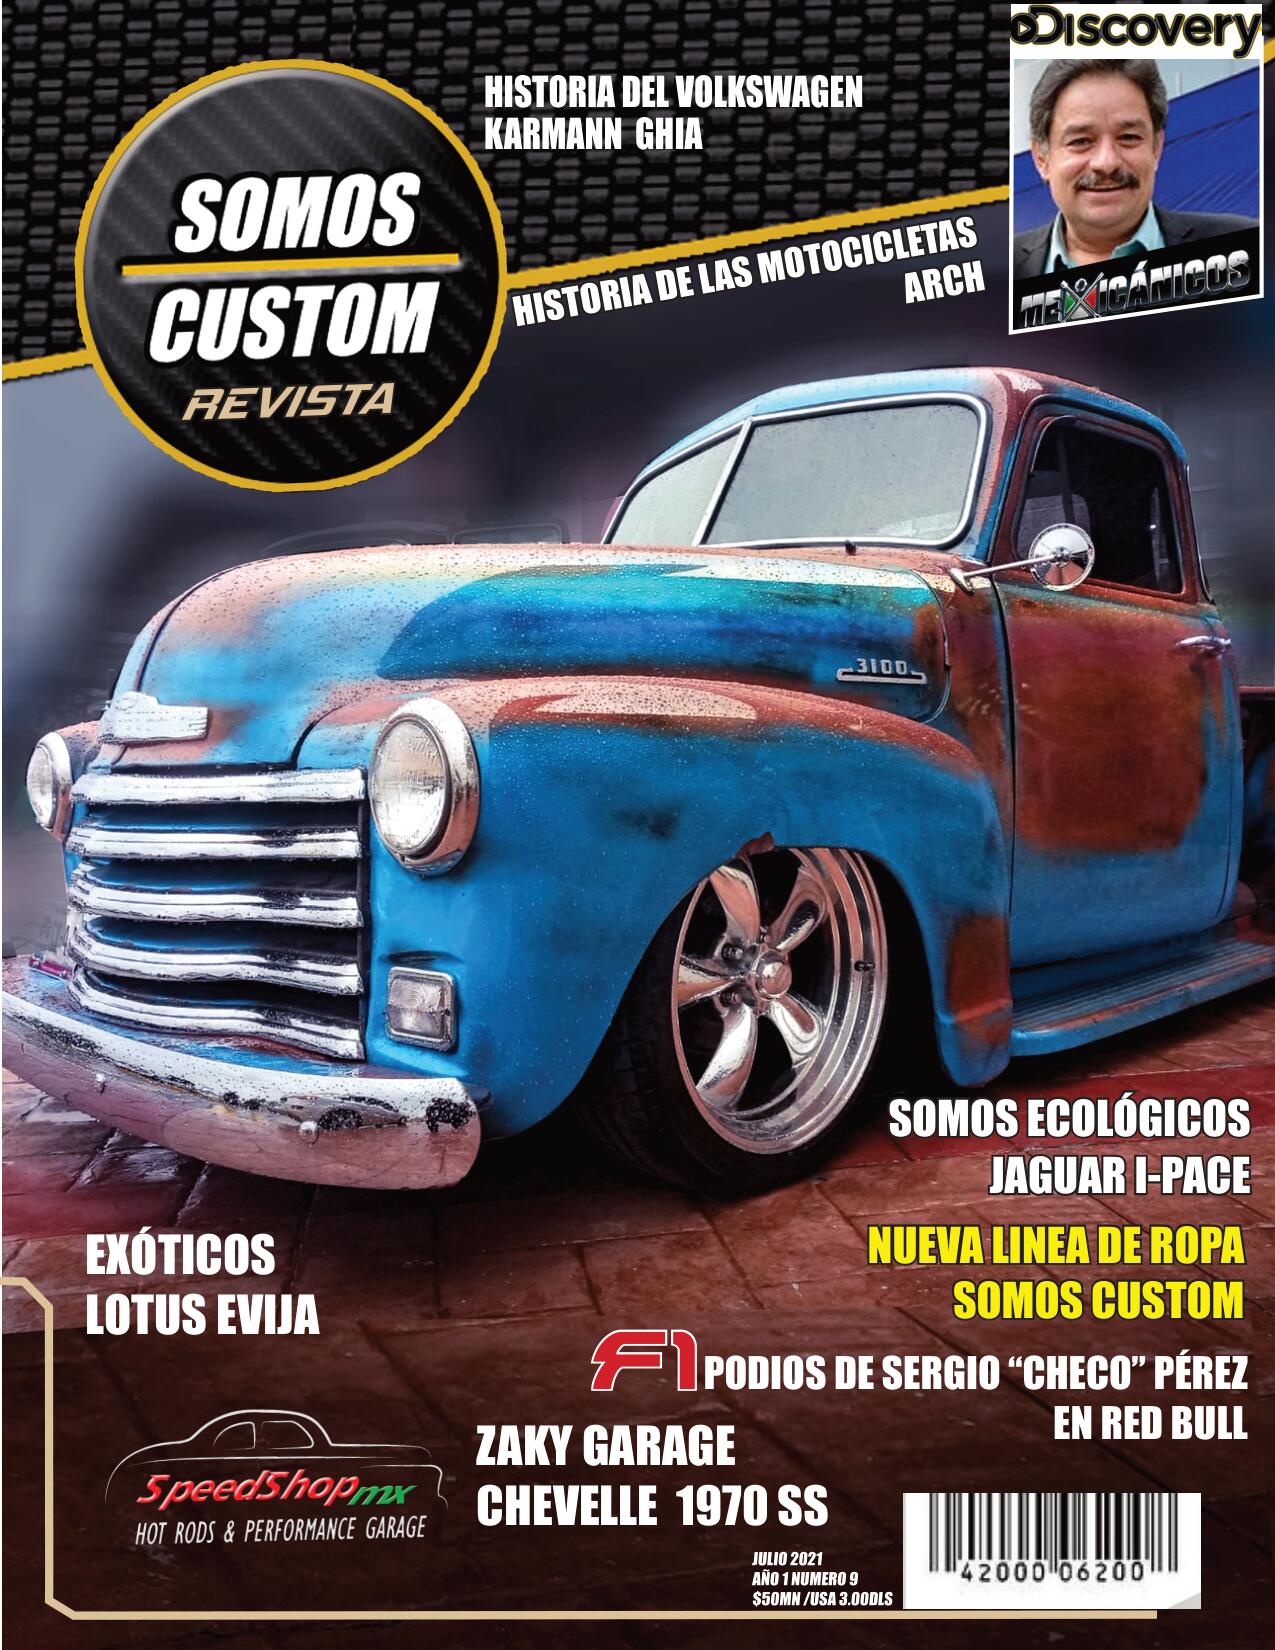 Discovery
HISTORIA DEL VOLKSWAGEN
KARMANN GHIA
SOMOS
CUSTOM
REVISTA
HISTORIA DE LAS MOTOCICLETAS
ARCH
MEXICÁNICOS
3100
SOMOS ECOLÓGICOS
JAGUAR I-PACE
NUEVA LINEA DE ROPA
SOMOS CUSTOM
EXÓTICOS
LOTUS EVIJA
F1 PODIOS DE SERGIO “CHECO” PÉREZ
EN RED BULL
SpeedShopmx
HOT RODS & PERFORMANCE GARAGE
ZAKY GARAGE
CHEVELLE 1970 SS
JULIO 2021
AÑO 1 NUMERO 9
$50MN /USA 3.00DLS
42000 06200